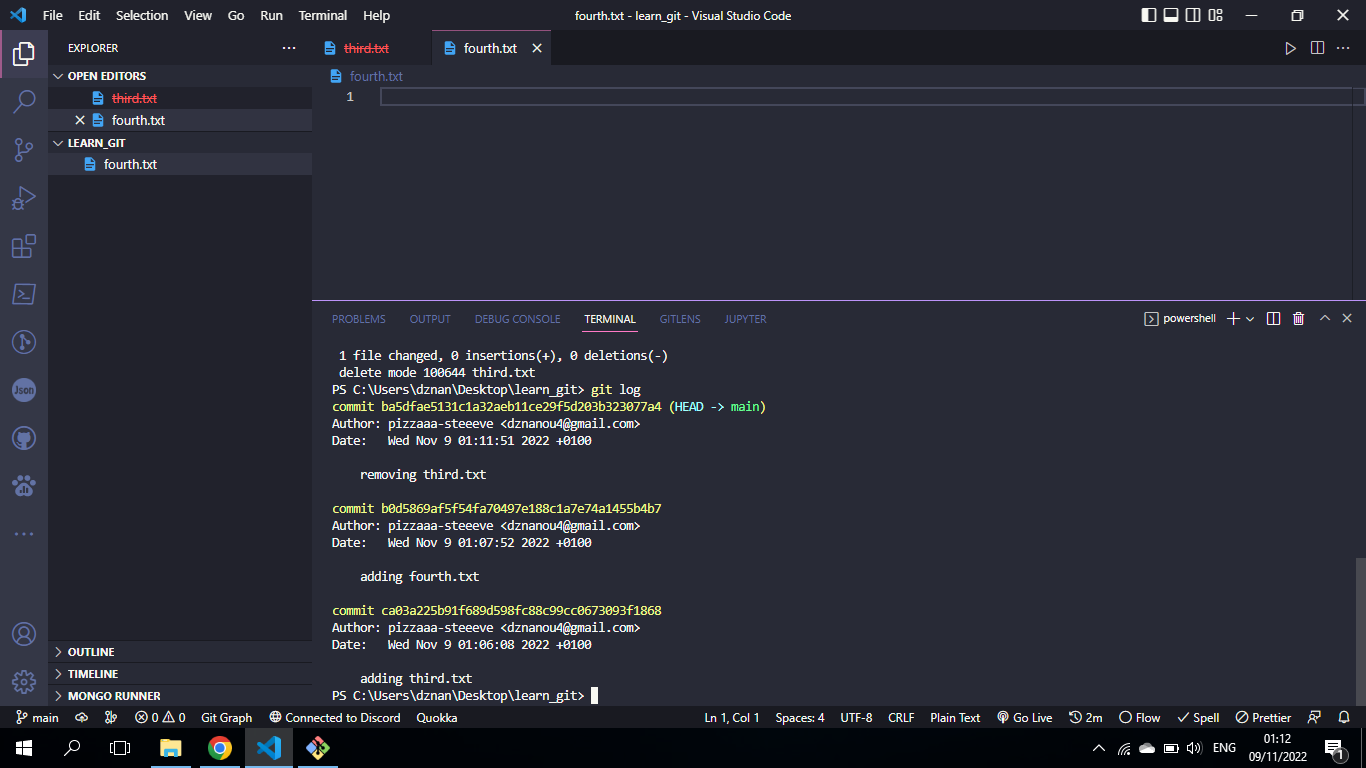 File Edit Selection View Go Run Terminal Help
fourth.txt - learn_git - Visual Studio Code
EXPLORER
OPEN EDITORS
third.txt
fourth.txt
LEARN_GIT
fourth.txt
OUTLINE
TIMELINE
MONGO RUNNER
Json
third.txt fourth.txt
fourth.txt
1
PROBLEMS OUTPUT DEBUG CONSOLE TERMINAL GITLENS JUPYTER
powershell
1 file changed, 0 insertions(+), 0 deletions(-)
delete mode 100644 third.txt
PS C:\Users\dznan\Desktop\learn_git> git log
commit ba5dfae5131c1a32aeb11ce29f5d203b323077a4 (HEAD -> main)
Author: pizzaaa-steeeve <dznanou4@gmail.com>
Date:   Wed Nov 9 01:11:51 2022 +0100
removing third.txt
commit b0d5869af5f54fa70497e188c1a7e74a1455b4b7
Author: pizzaaa-steeeve <dznanou4@gmail.com>
Date:   Wed Nov 9 01:07:52 2022 +0100
adding fourth.txt
commit ca03a225b91f689d598fc88c99cc0673093f1868
Author: pizzaaa-steeeve <dznanou4@gmail.com>
Date:   Wed Nov 9 01:06:08 2022 +0100
adding third.txt
PS C:\Users\dznan\Desktop\learn_git>
main 0 0 Git Graph Connected to Discord Quokka Ln 1, Col 1 Spaces: 4 UTF-8 CRLF Plain Text Go Live 2m Flow Spell Prettier
ENG
01:12
09/11/2022
1